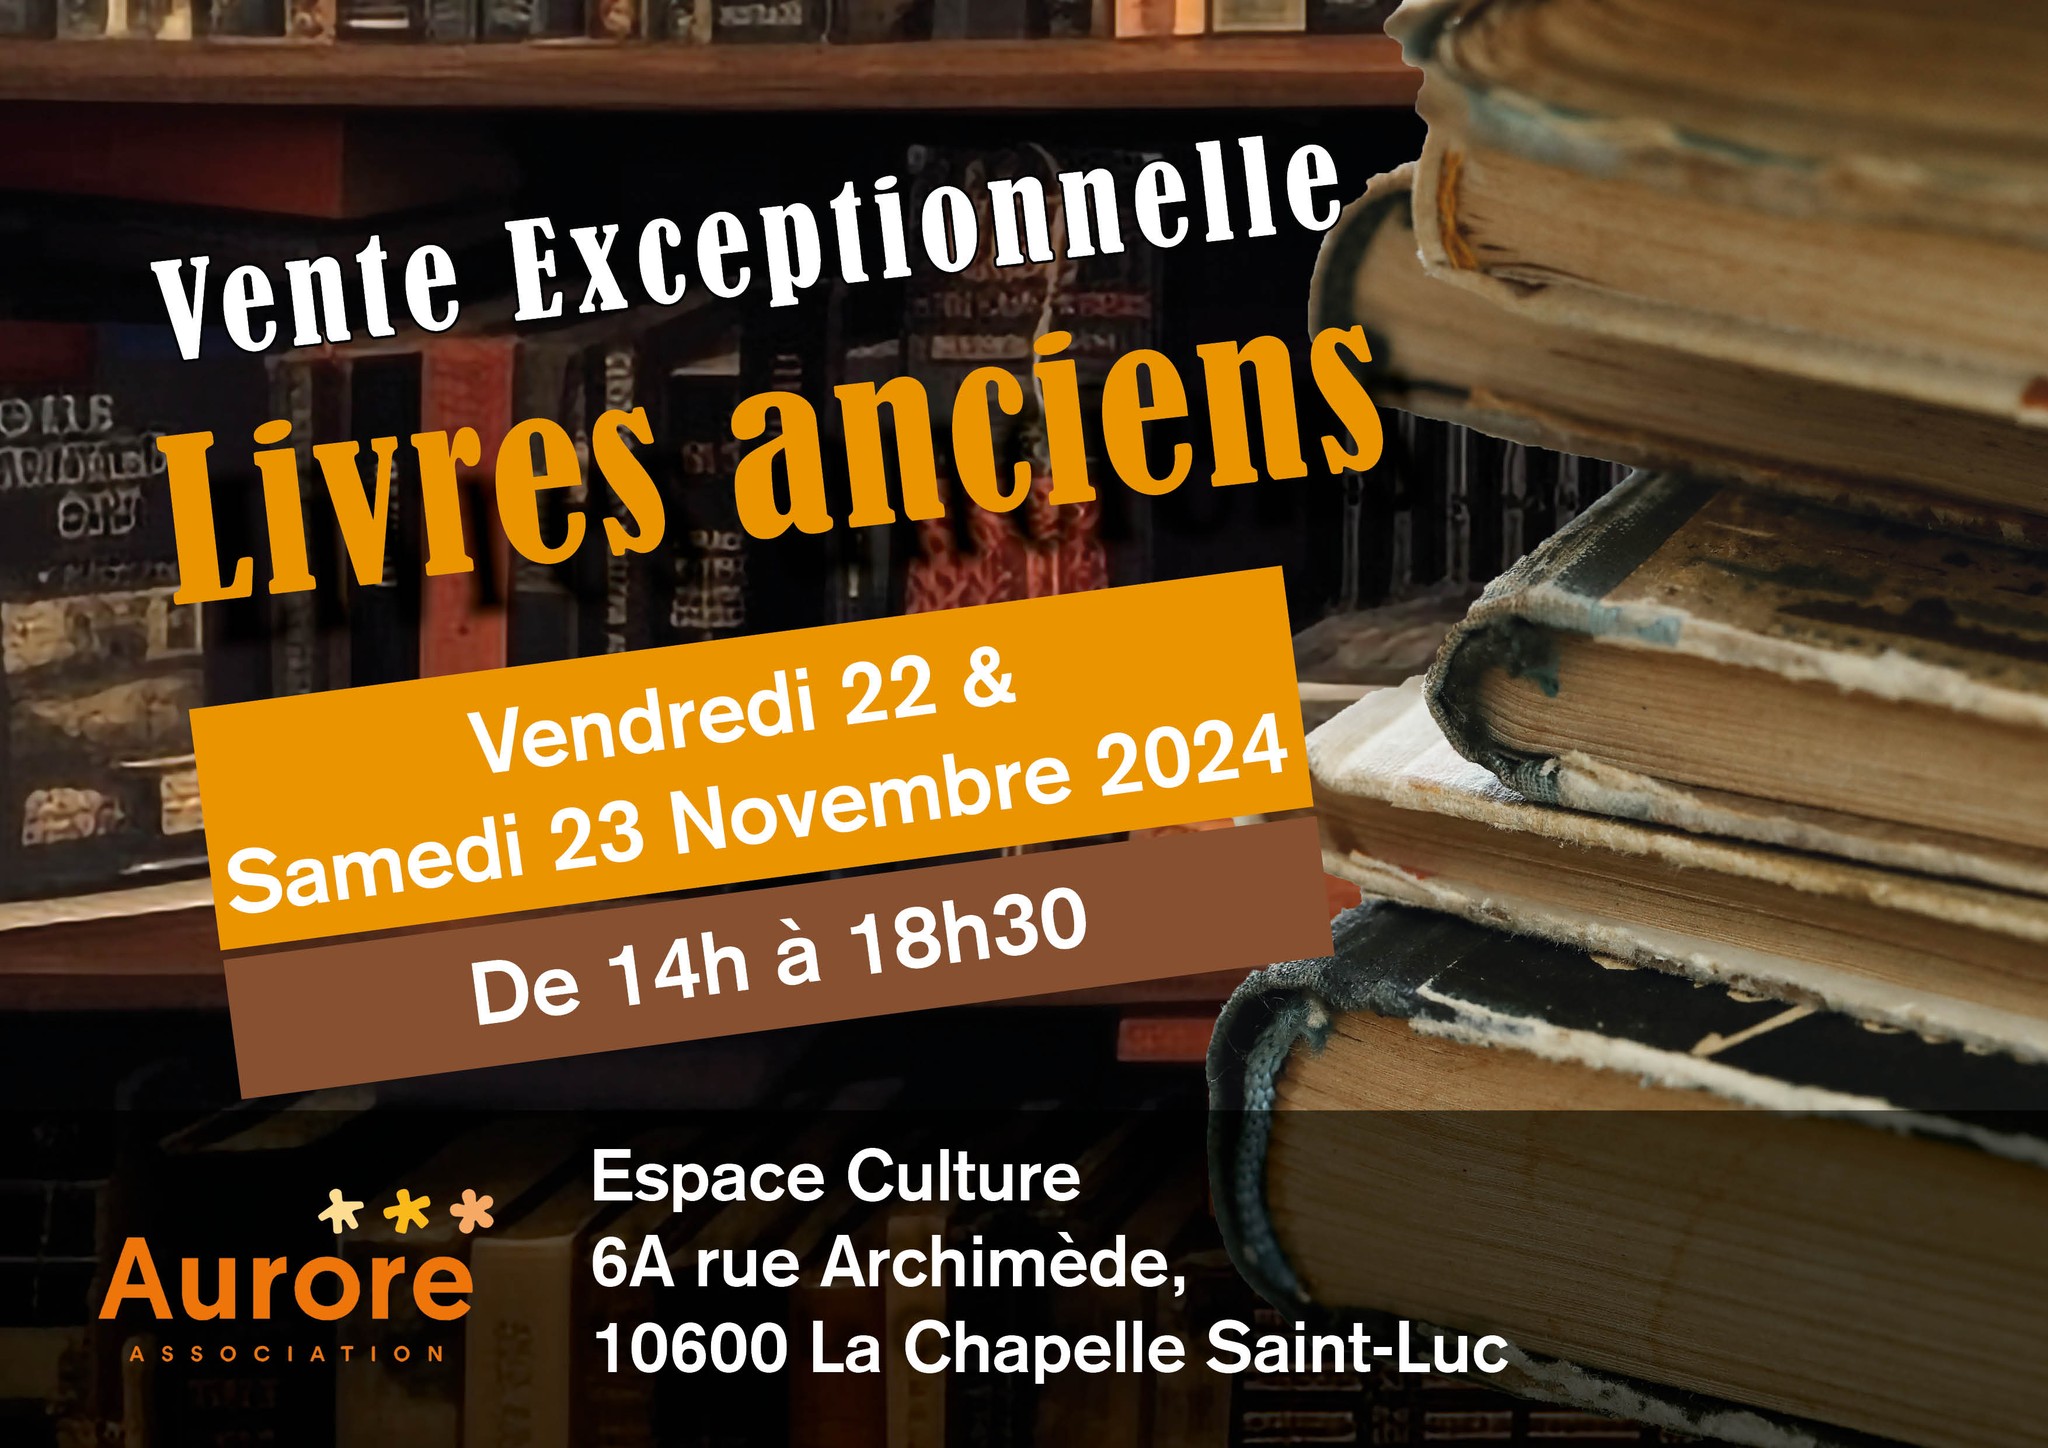 Vente Exceptionnelle
Livres anciens
Vendredi 22 &
Samedi 23 Novembre 2024
De 14h à 18h30
Aurore
ASSOCIATION
Espace Culture
6A rue Archimède,
10600 La Chapelle Saint-Luc